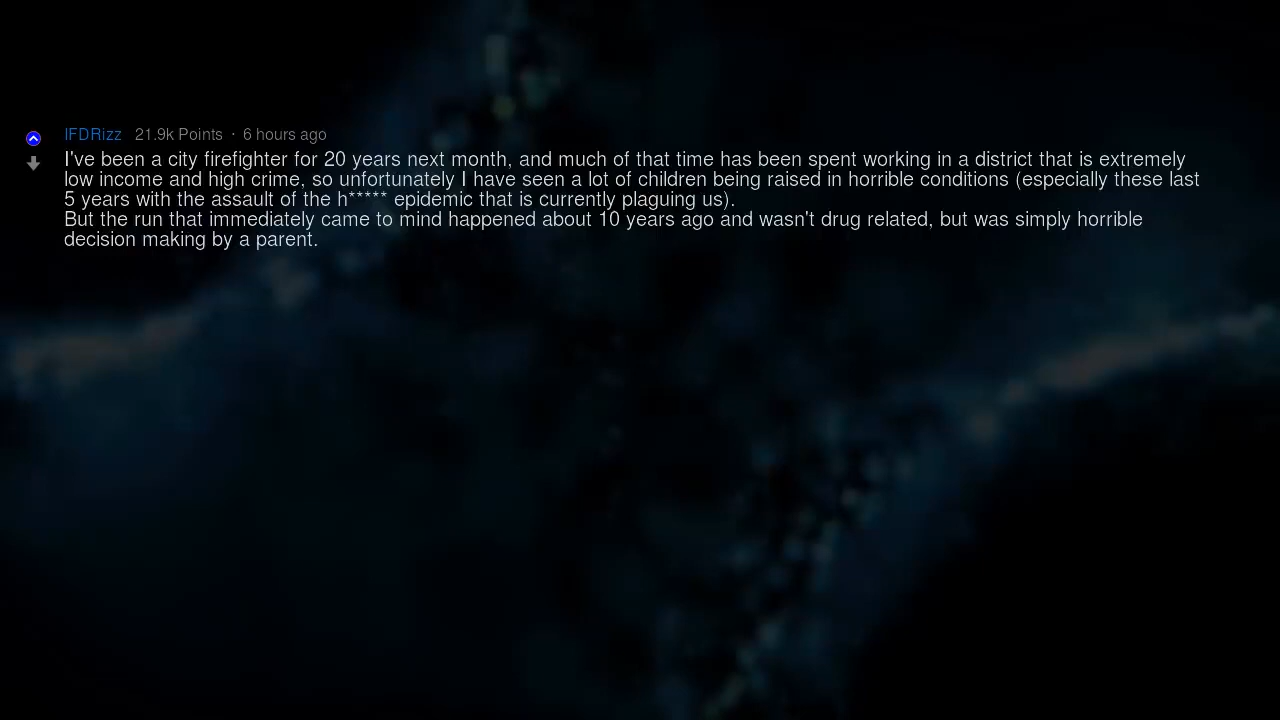 IFDRizz 21.9k Points · 6 hours ago
I've been a city firefighter for 20 years next month, and much of that time has been spent working in a district that is extremely
low income and high crime, so unfortunately I have seen a lot of children being raised in horrible conditions (especially these last
5 years with the assault of the h***** epidemic that is currently plaguing us).
But the run that immediately came to mind happened about 10 years ago and wasn't drug related, but was simply horrible
decision making by a parent.